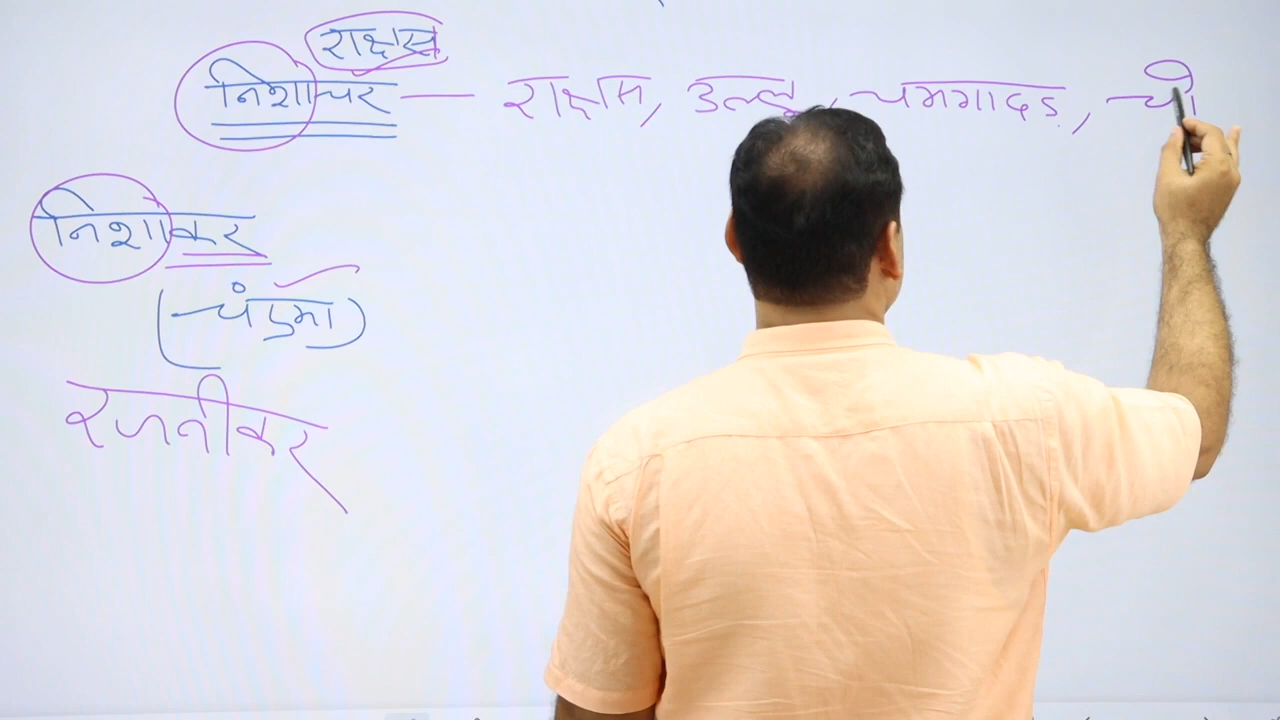 राक्षस
निशाचर — राक्षस, उल्लू, चमगादड़, चो
निशाकर
(चंद्रमा)
रजनीकर